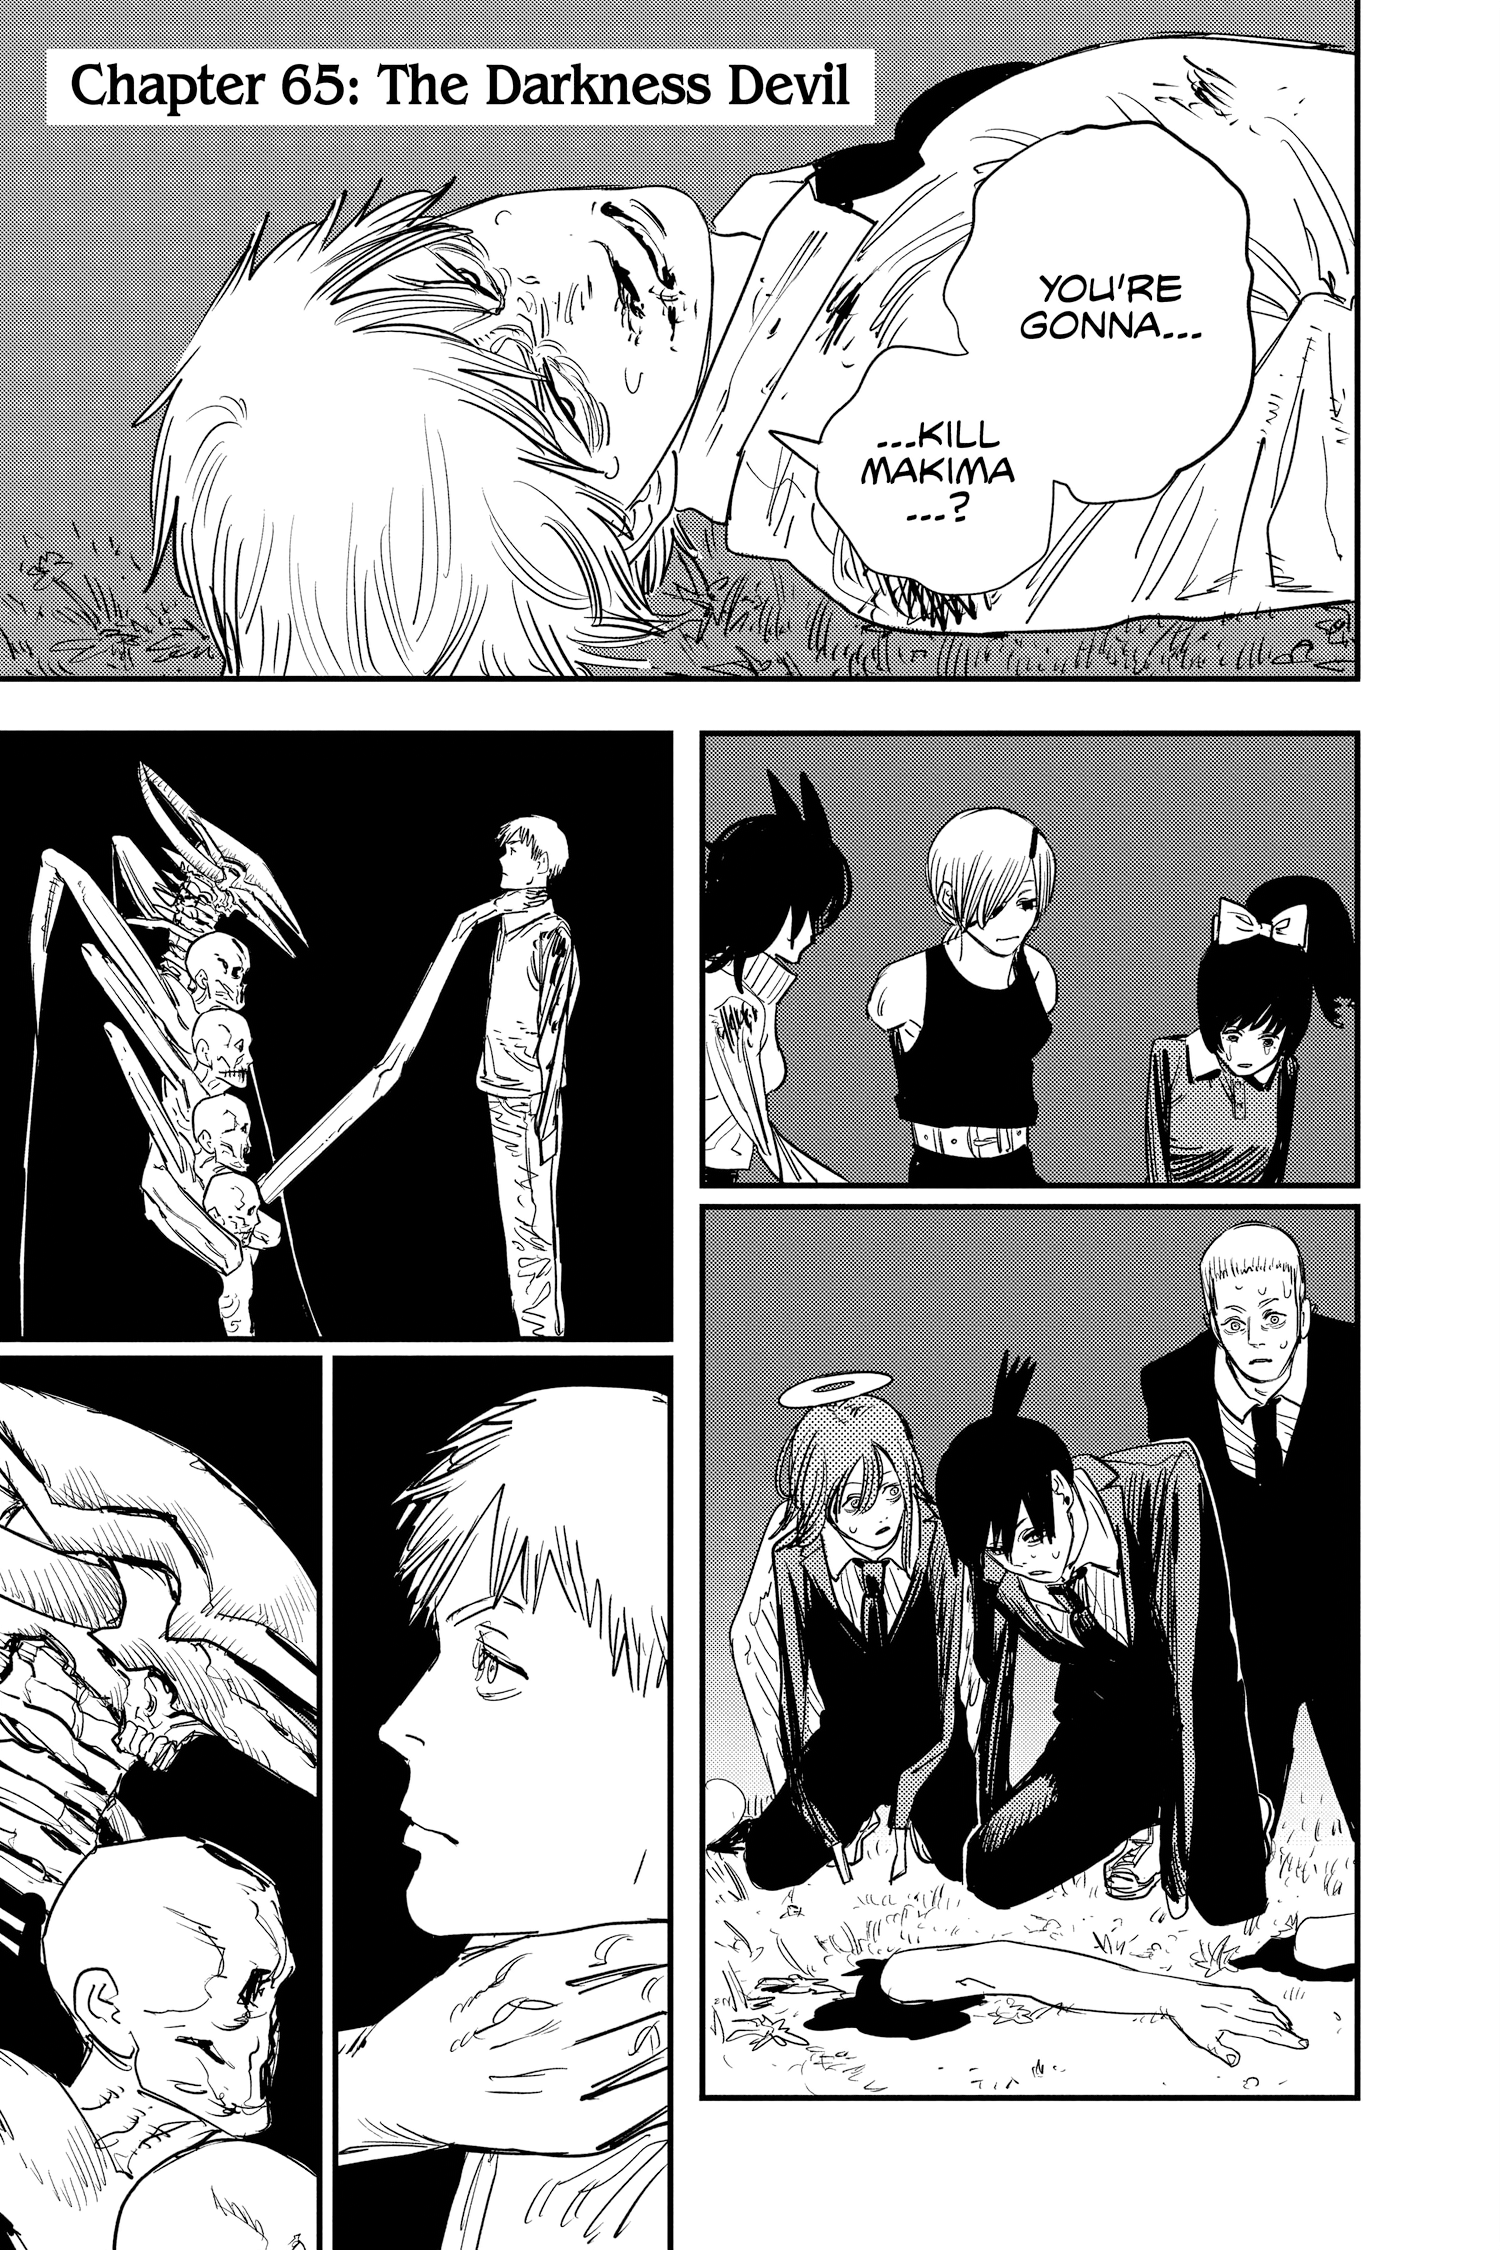 Chapter 65: The Darkness Devil
YOU'RE
GONNA...
...KILL
MAKIMA
...?